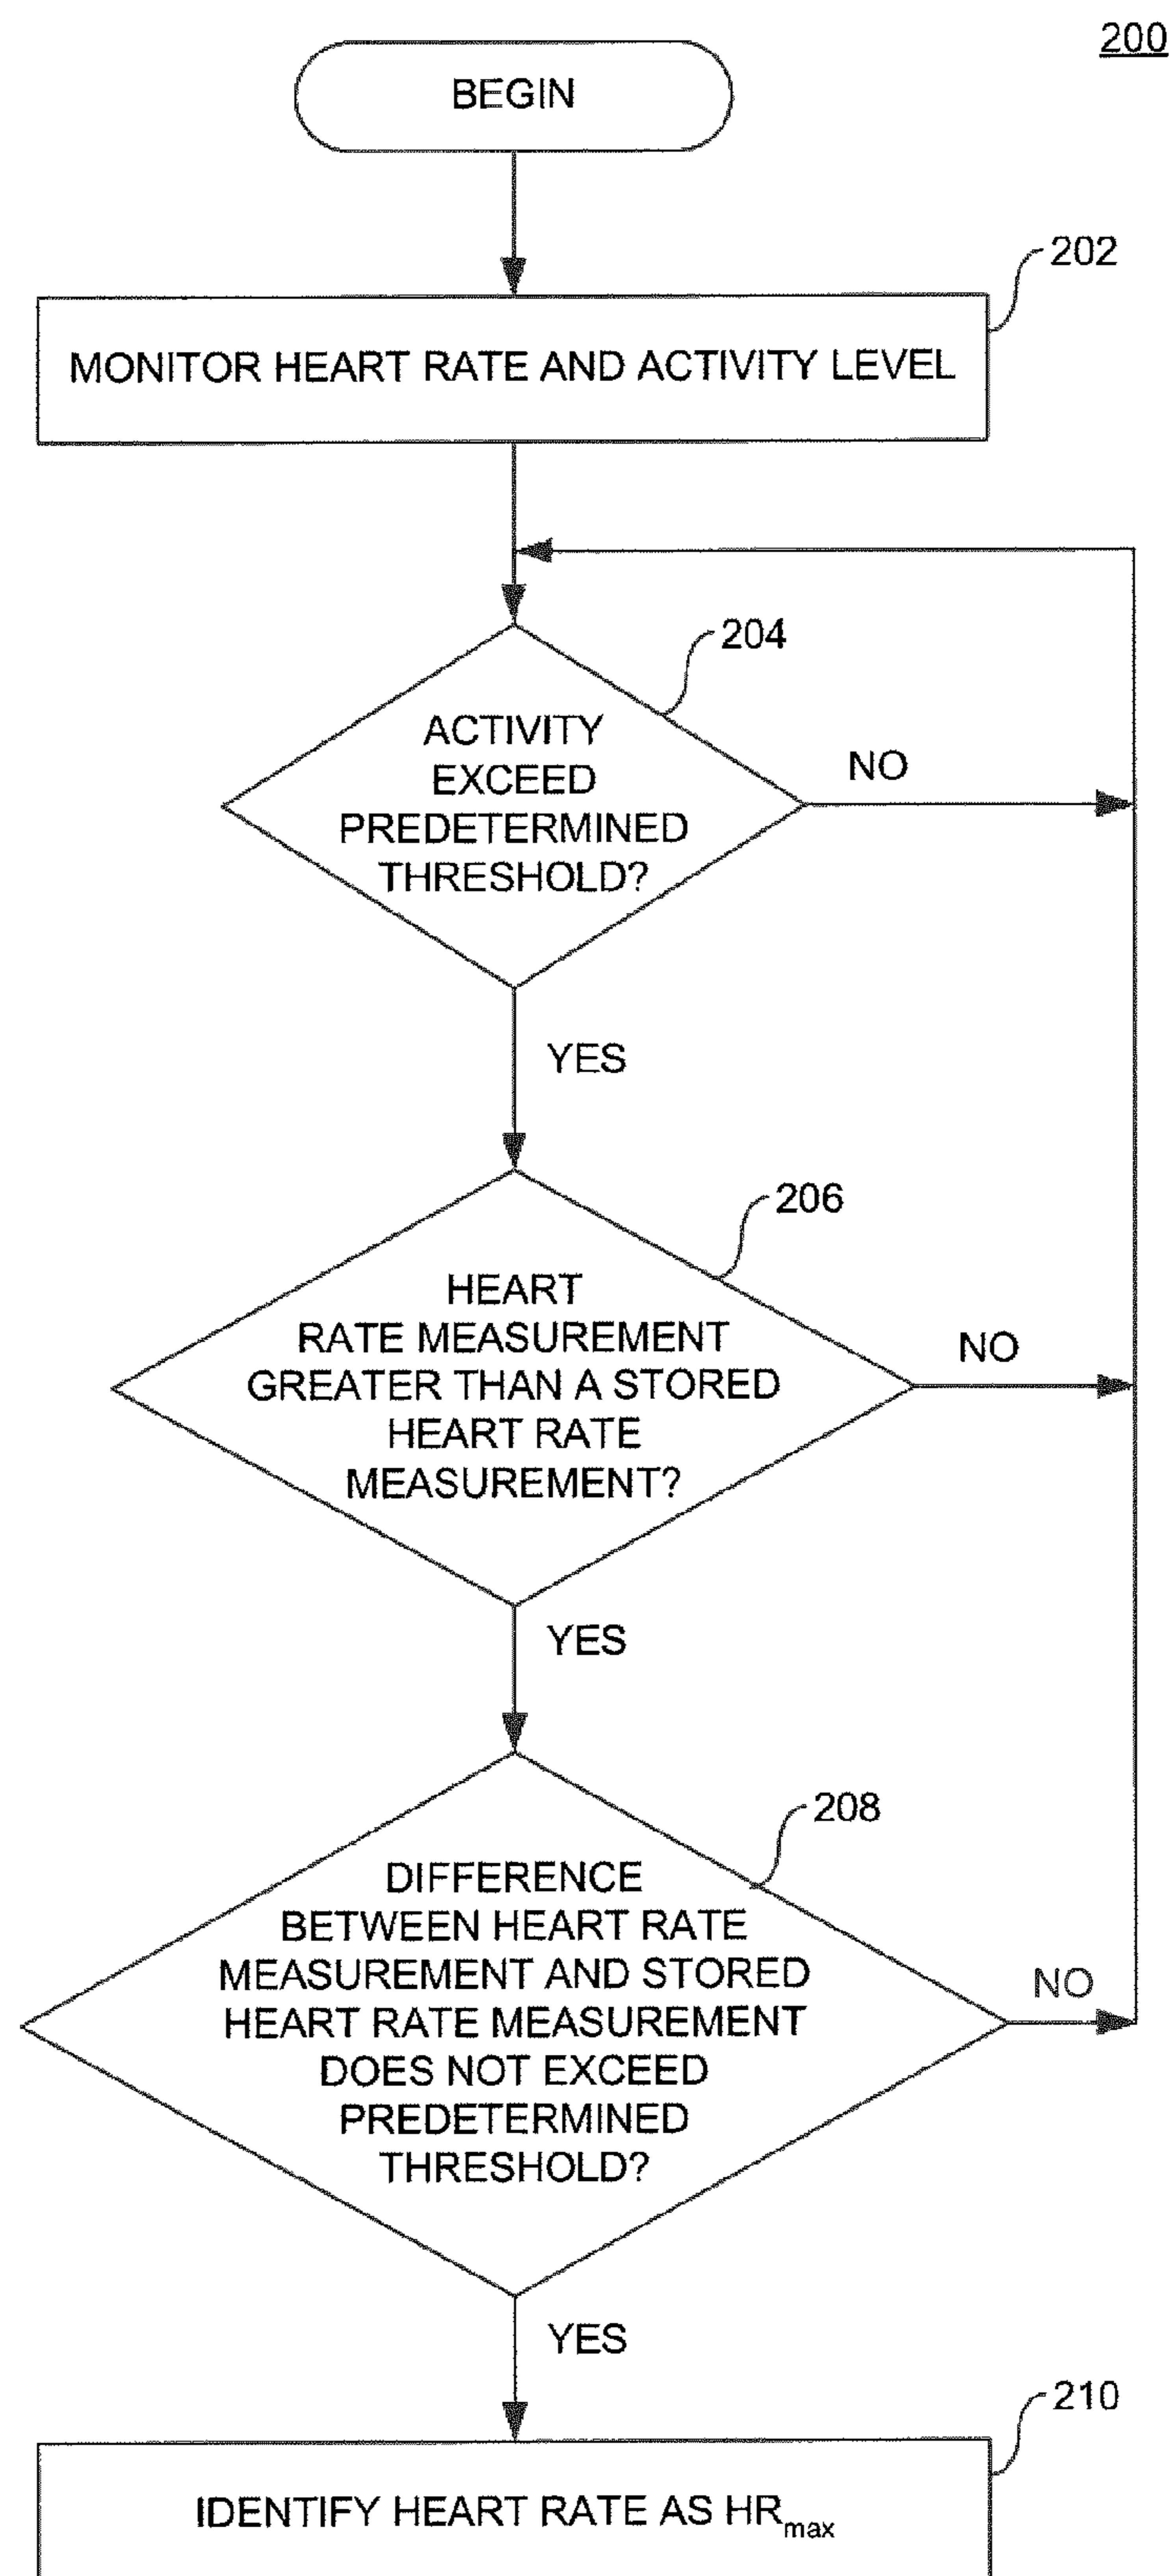 200
BEGIN
202
MONITOR HEART RATE AND ACTIVITY LEVEL
204
ACTIVITY
EXCEED
PREDETERMINED
THRESHOLD?
NO
YES
206
HEART
RATE MEASUREMENT
GREATER THAN A STORED
HEART RATE
MEASUREMENT?
NO
YES
208
DIFFERENCE
BETWEEN HEART RATE
MEASUREMENT AND STORED
HEART RATE MEASUREMENT
DOES NOT EXCEED
PREDETERMINED
THRESHOLD?
NO
YES
210
IDENTIFY HEART RATE AS HRmax